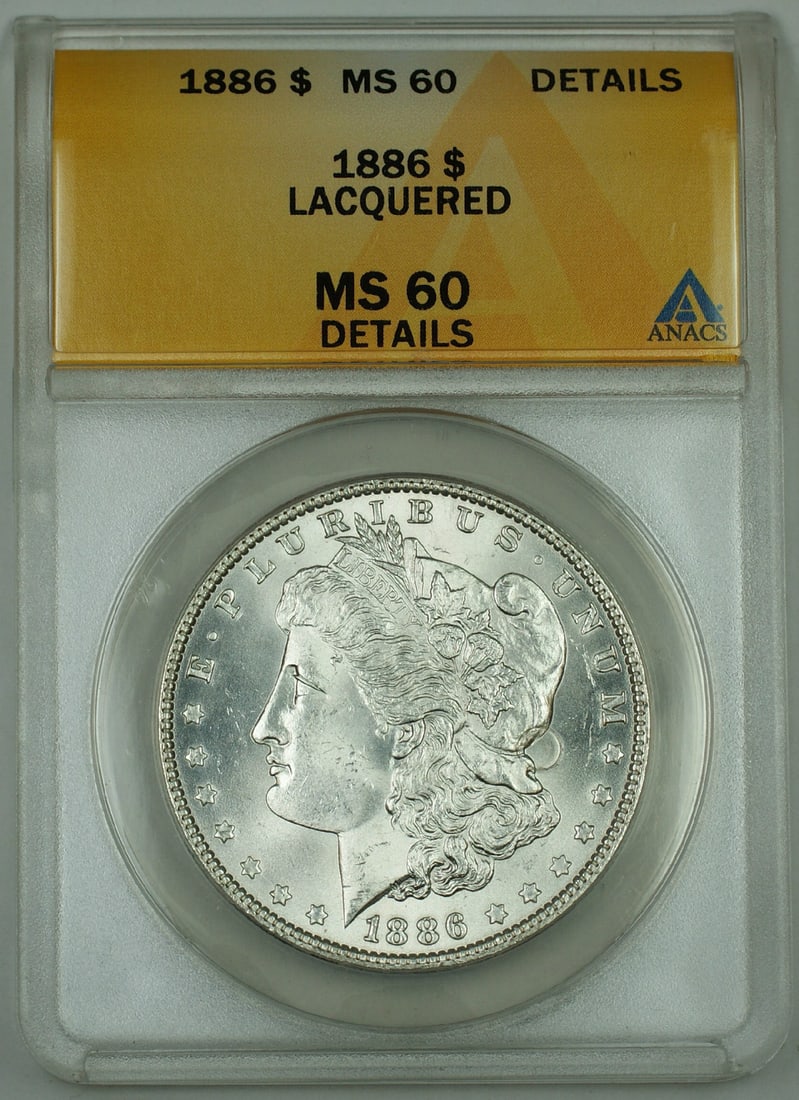 1886 $ MS 60 DETAILS
1886 $
LACQUERED
MS 60
DETAILS
ANACS
E · PLURIBUS · UNUM
LIBERTY
1886